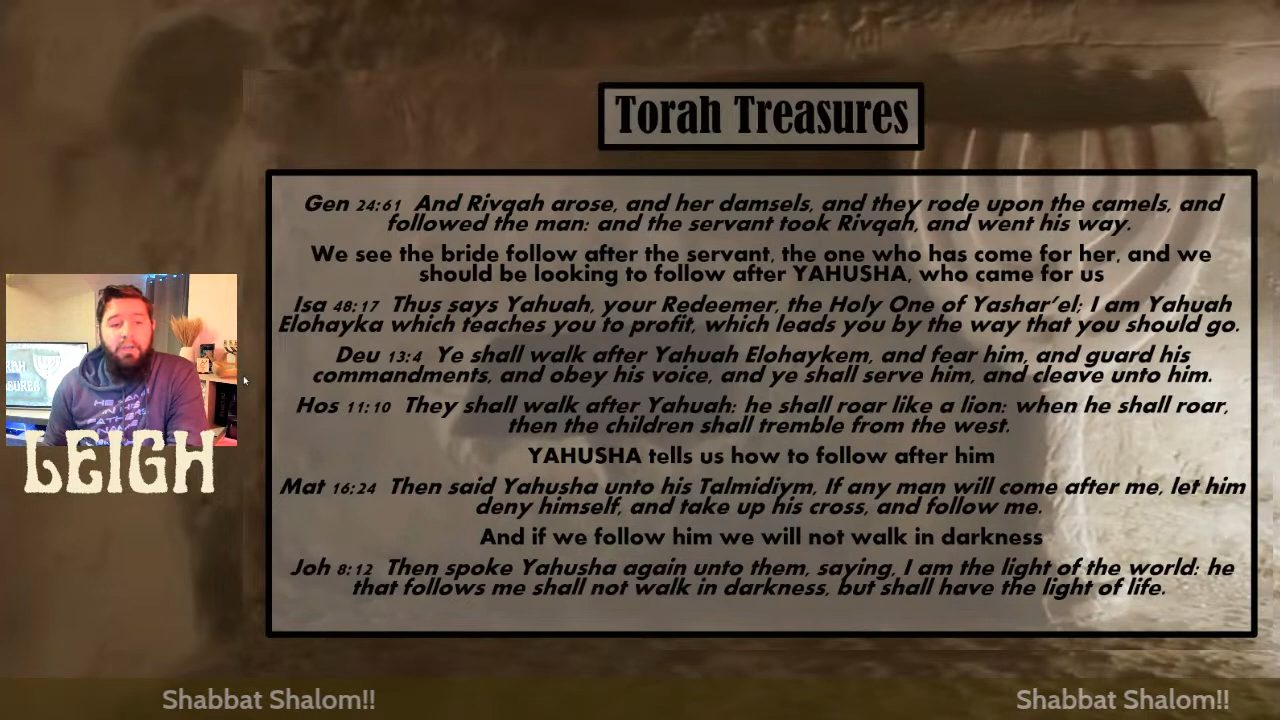 Torah Treasures
Gen 24:61 And Rivqah arose, and her damsels, and they rode upon the camels, and
followed the man: and the servant took Rivqah, and went his way.
We see the bride follow after the servant, the one who has come for her, and we
should be looking to follow after YAHUSHA, who came for us
Isa 48:17 Thus says Yahuah, your Redeemer, the Holy One of Yashar'el; I am Yahuah
Elohayka which teaches you to profit, which leads you by the way that you should go.
Deu 13:4 Ye shall walk after Yahuah Elohaykem, and fear him, and guard his
commandments, and obey his voice, and ye shall serve him, and cleave unto him.
Hos 11:10 They shall walk after Yahuah: he shall roar like a lion: when he shall roar,
then the children shall tremble from the west.
YAHUSHA tells us how to follow after him
Mat 16:24 Then said Yahusha unto his Talmidiym, If any man will come after me, let him
deny himself, and take up his cross, and follow me.
And if we follow him we will not walk in darkness
Joh 8:12 Then spoke Yahusha again unto them, saying, I am the light of the world: he
that follows me shall not walk in darkness, but shall have the light of life.
LEIGH
Shabbat Shalom!! Shabbat Shalom!!